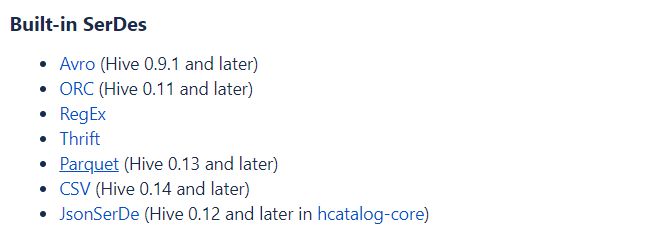 Built-in SerDes
• Avro (Hive 0.9.1 and later)
• ORC (Hive 0.11 and later)
• RegEx
• Thrift
• Parquet (Hive 0.13 and later)
• CSV (Hive 0.14 and later)
• JsonSerDe (Hive 0.12 and later in hcatalog-core)